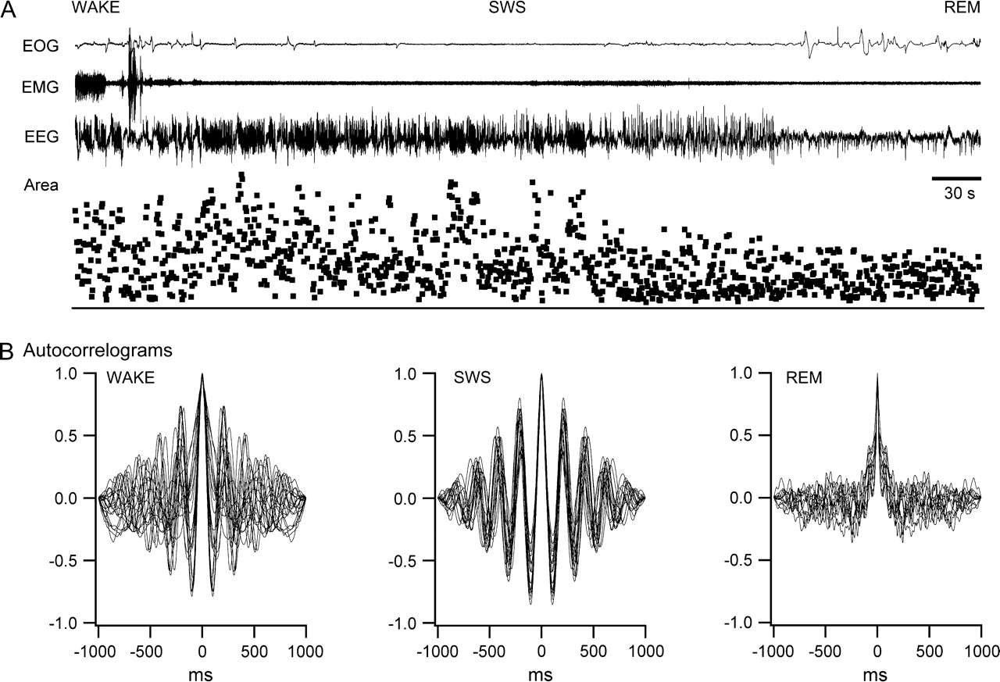 A WAKE SWS REM
EOG
EMG
EEG
Area
30 s
B Autocorrelograms
1.0 WAKE 1.0 SWS 1.0 REM
0.5 0.5 0.5
0.0 0.0 0.0
-0.5 -0.5 -0.5
-1.0 -1.0 -1.0
-1000 -500 0 500 1000 -1000 -500 0 500 1000 -1000 -500 0 500 1000
ms ms ms